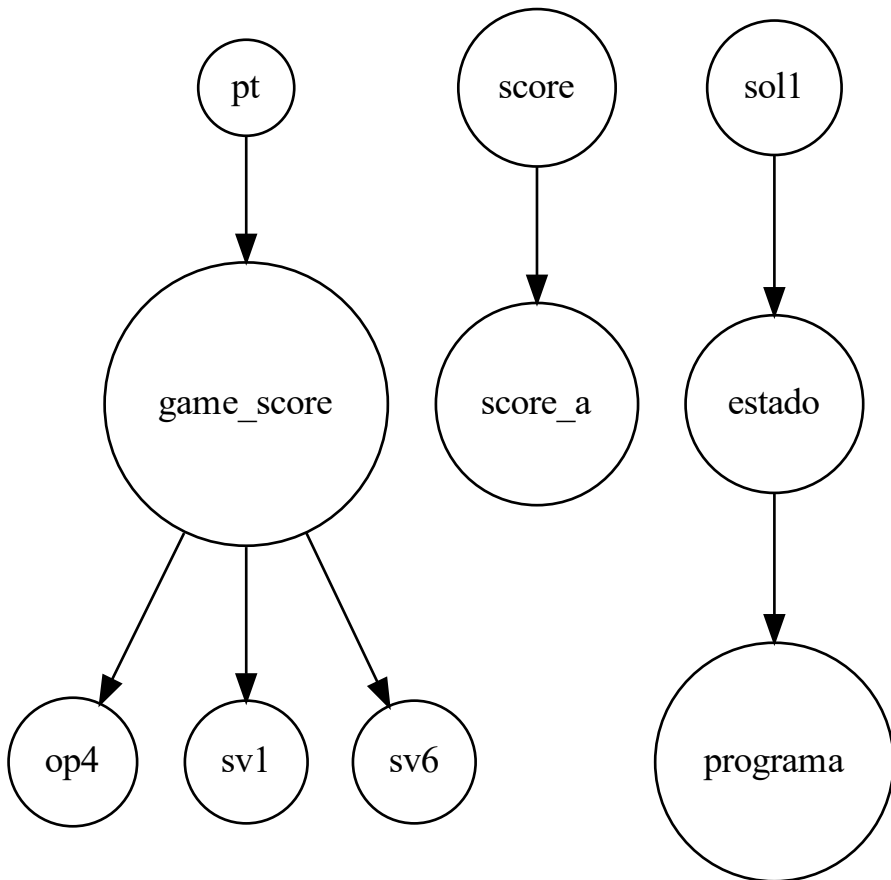 pt
score
sol1
game_score
score_a
estado
op4
sv1
sv6
programa